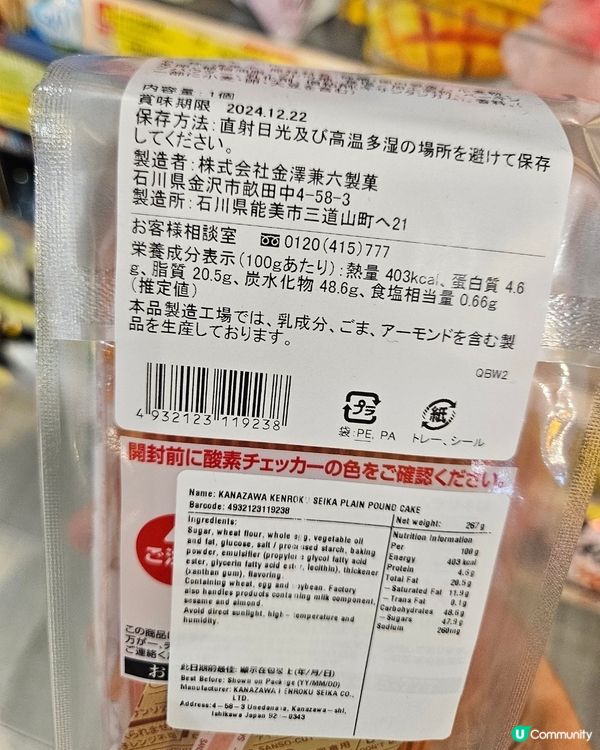 内容量：1個
賞味期限 2024.12.22
保存方法：直射日光及び高温多湿の場所を避けて保存
してください。
製造者：株式会社金澤兼六製菓
石川県金沢市畝田中4-58-3
製造所：石川県能美市三道山町ヘ21
お客様相談室 0120(415)777
栄養成分表示(100gあたり)：熱量 403kcal、蛋白質 4.6
g、脂質 20.5g、炭水化物 48.6g、食塩相当量 0.66g
(推定値)
本品製造工場では、乳成分、ごま、アーモンドを含む製
品を生産しております。
QBW2
4 932123 119238
プラ
袋:PE, PA
紙
トレー、シール
開封前に酸素チェッカーの色をご確認ください。
Name: KANAZAWA KENROKU SEIKA PLAIN POUND CAKE
Barcode: 4932123119238
Ingredients:
Sugar, wheat flour, whole egg, vegetable oil
and fat, glucose, salt / processed starch, baking
powder, emulsifier (propylene glycol fatty acid
ester, glycerin fatty acid ester, lecithin), thickener
(xanthan gum), flavoring.
Containing wheat, egg and soybean. Factory
also handles products containing milk component,
sesame and almond.
Avoid direct sunlight, high-temperature and
humidity.
Net weight: 267g
Nutrition Information
Per 100g
Energy 403 kcal
Protein 4.6g
Total Fat 20.5g
-Saturated Fat 11.9g
-Trans Fat 0.1g
Carbohydrates 48.6g
-Sugars 47.9g
Sodium 260mg
此日期前最佳: 顯示在包裝上(年/月/日)
Best Before: Shown on Package (YY/MM/DD)
Manufacturer: KANAZAWA KENROKU SEIKA CO.,
LTD.
Address: 4-58-3 Unedanaka, Kanazawa-shi,
Ishikawa Japan 92-0343
この商品
万が一、
ご連絡く
お
U Community